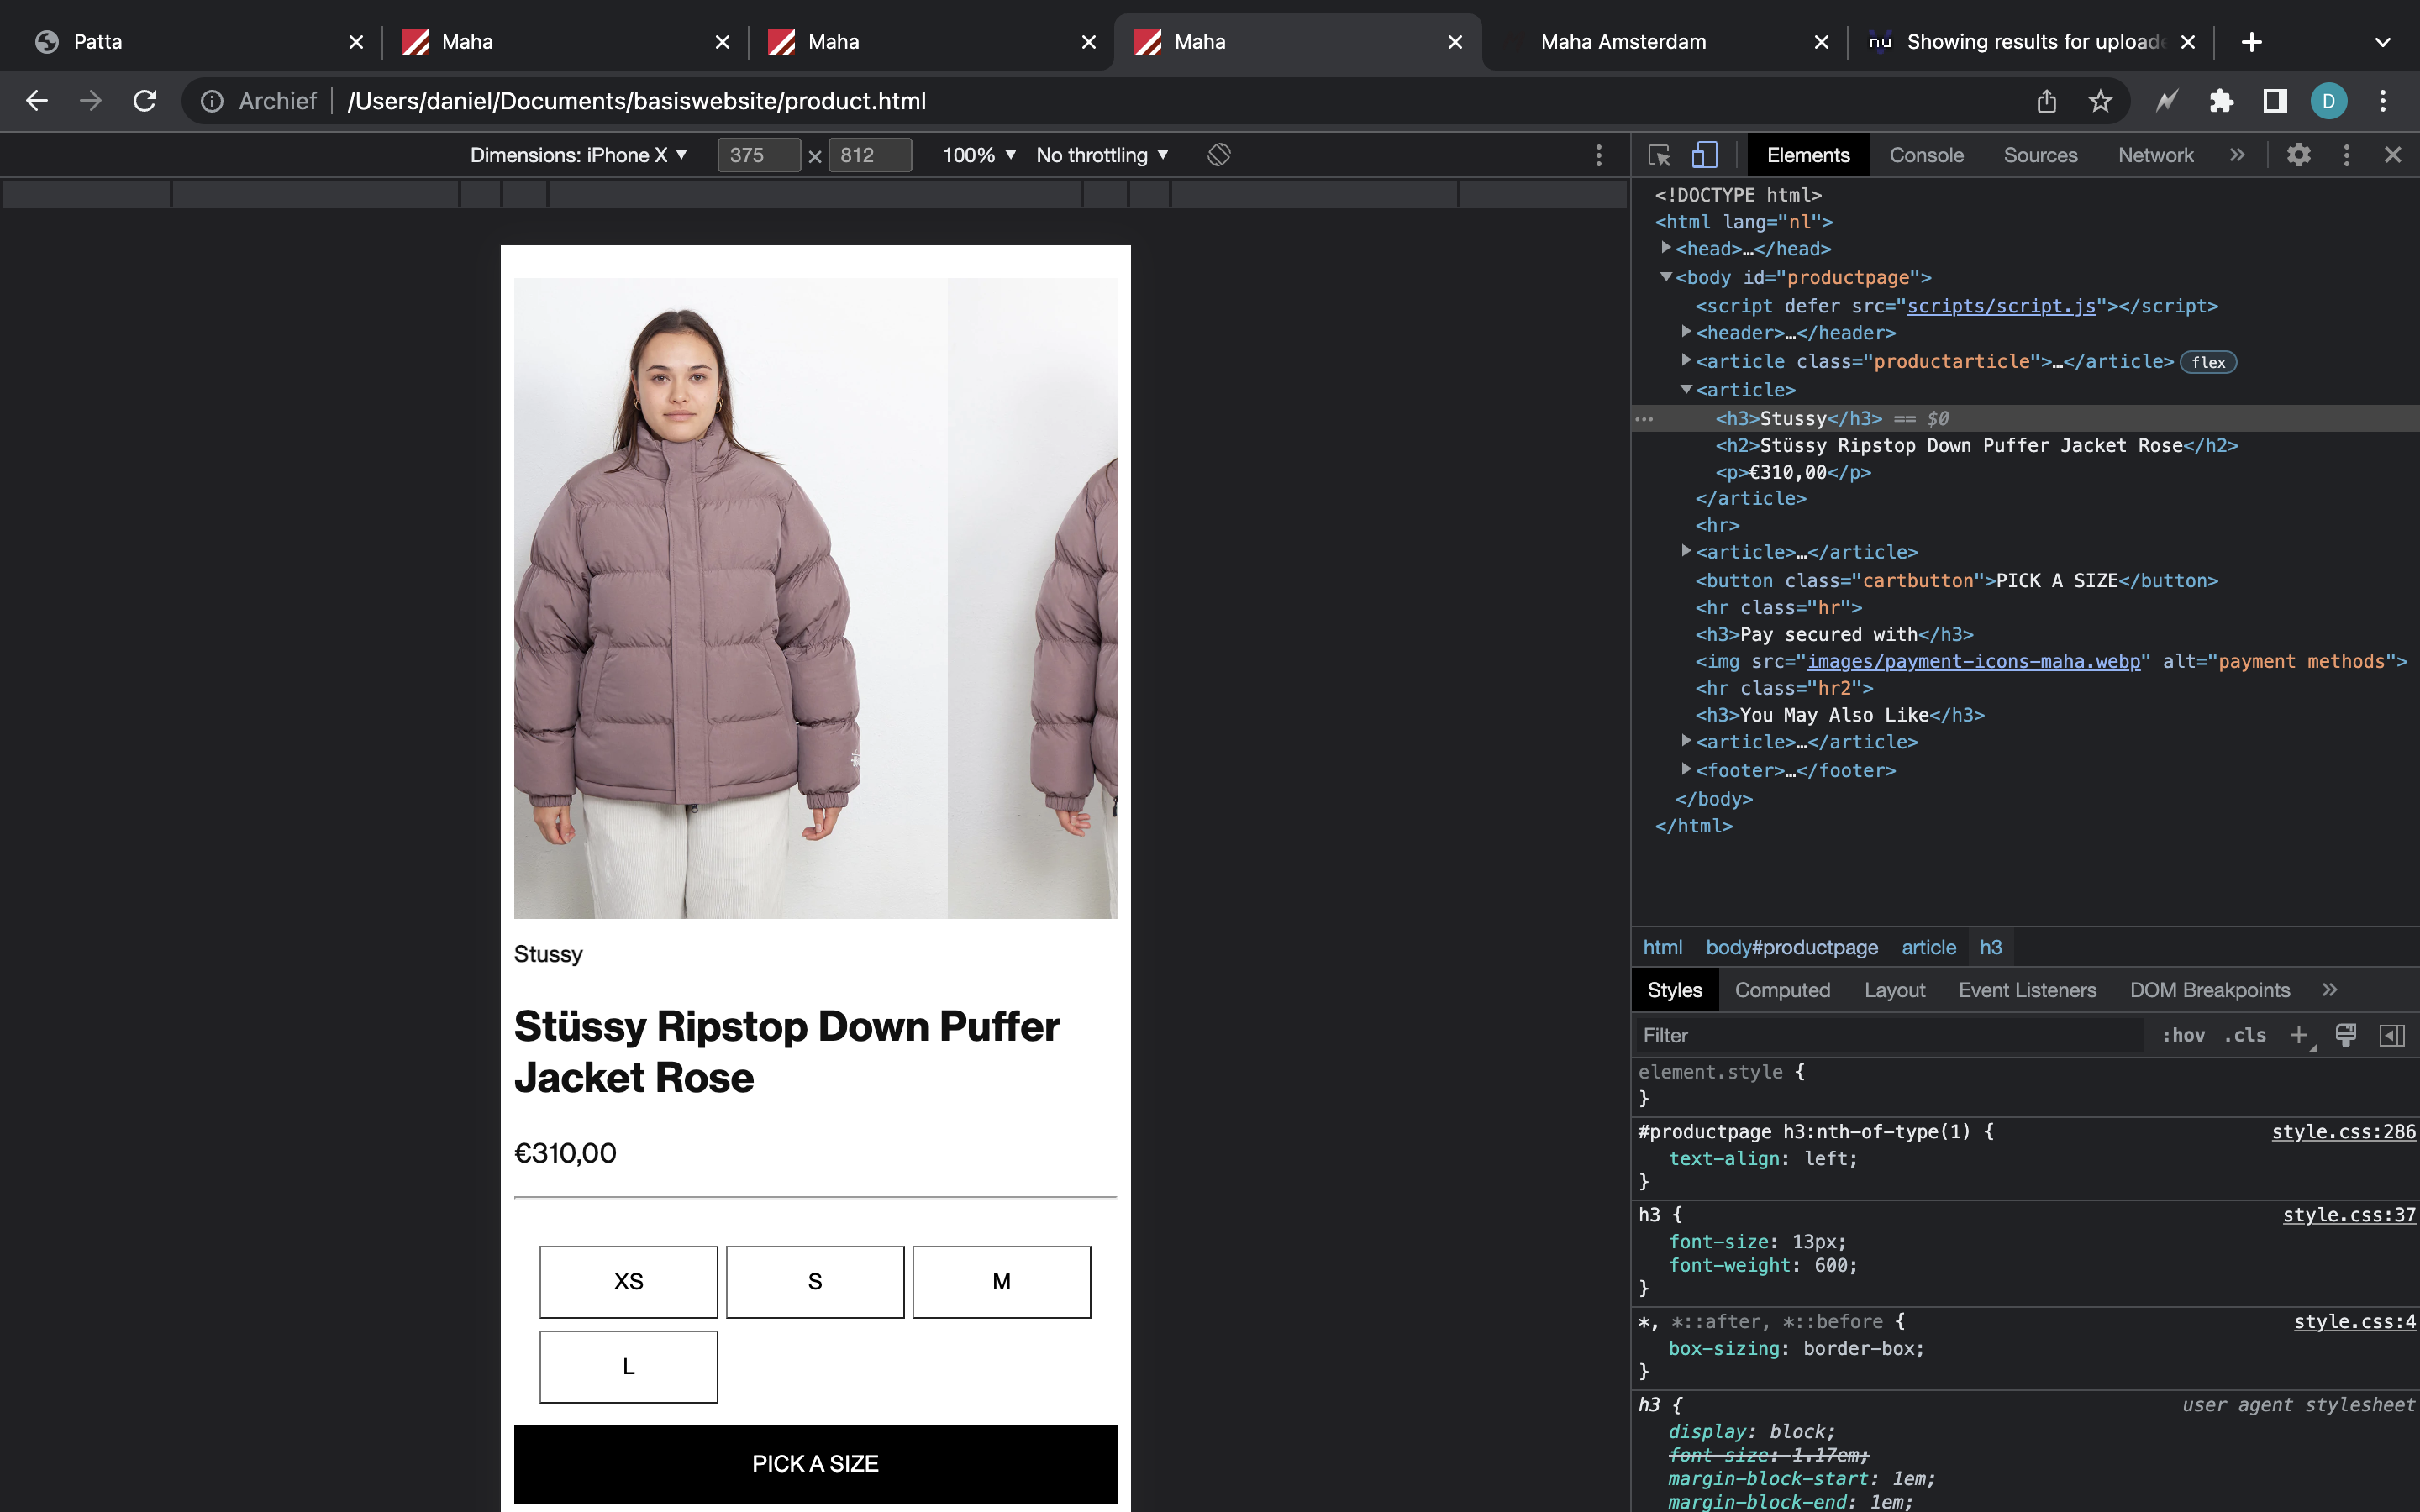 Patta
Maha
Maha
Maha
Maha Amsterdam
nu Showing results for uploade
Archief /Users/daniel/Documents/basiswebsite/product.html
D
Dimensions: iPhone X ▼ 375 × 812 100% ▼ No throttling ▼
Elements Console Sources Network »
<!DOCTYPE html>
<html lang="nl">
<head>…</head>
<body id="productpage">
<script defer src="scripts/script.js"></script>
<header>…</header>
<article class="productarticle">…</article> flex
<article>
… <h3>Stussy</h3> == $0
<h2>Stüssy Ripstop Down Puffer Jacket Rose</h2>
<p>€310,00</p>
</article>
<hr>
<article>…</article>
<button class="cartbutton">PICK A SIZE</button>
<hr class="hr">
<h3>Pay secured with</h3>
<img src="images/payment-icons-maha.webp" alt="payment methods">
<hr class="hr2">
<h3>You May Also Like</h3>
<article>…</article>
<footer>…</footer>
</body>
</html>
html body#productpage article h3
Styles Computed Layout Event Listeners DOM Breakpoints »
Filter :hov .cls +
element.style {
}
#productpage h3:nth-of-type(1) { style.css:286
text-align: left;
}
h3 { style.css:37
font-size: 13px;
font-weight: 600;
}
*, *::after, *::before { style.css:4
box-sizing: border-box;
}
h3 { user agent stylesheet
display: block;
font-size: 1.17em;
margin-block-start: 1em;
margin-block-end: 1em;
Stussy
Stüssy Ripstop Down Puffer
Jacket Rose
€310,00
XS S M
L
PICK A SIZE